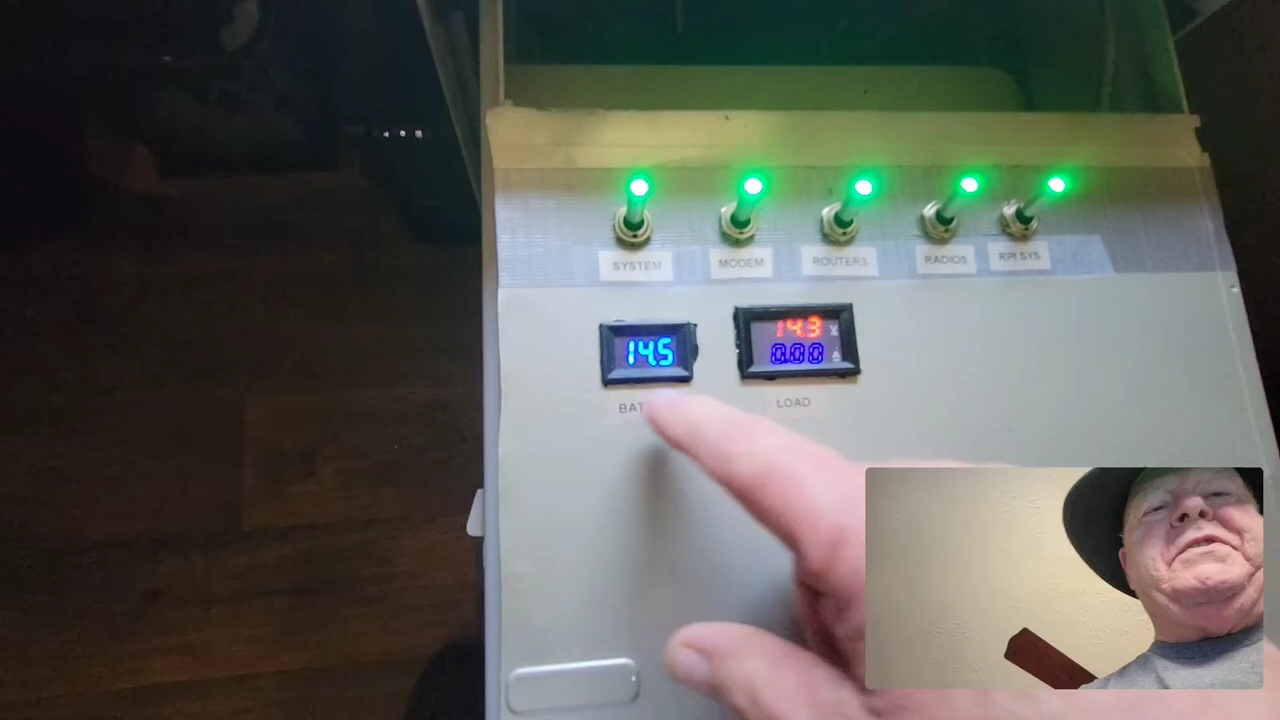 SYSTEM MODEM ROUTERS RADIOS RPI SYS
14.5
14.3 V
0.00 A
LOAD